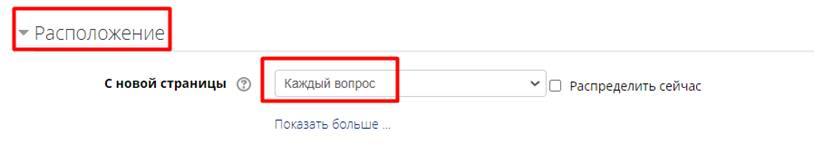 Расположение
С новой страницы Каждый вопрос Распределить сейчас
Показать больше ...